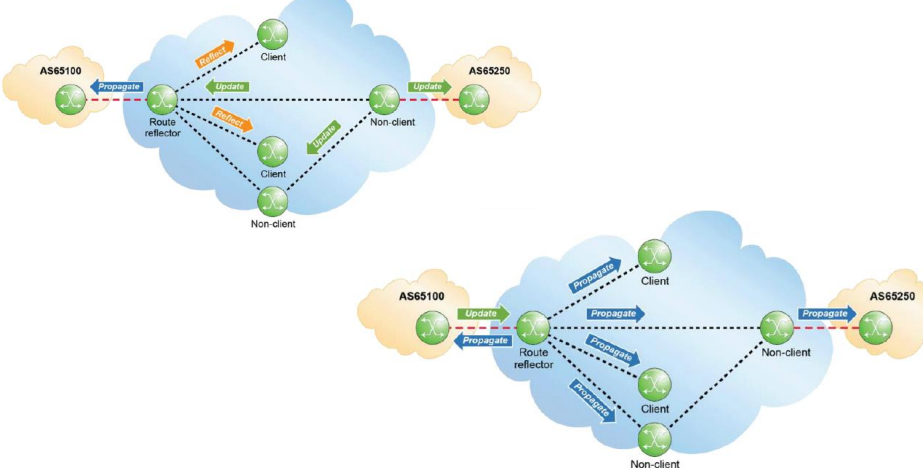 Client
Reflect
AS65100
AS65250
Propagate
Update
Update
Route
reflector
Reflect
Non-client
Update
Client
Non-client
Propagate
Client
AS65100
AS65250
Update
Propagate
Propagate
Propagate
Route
reflector
Propagate
Non-client
Client
Propagate
Non-client